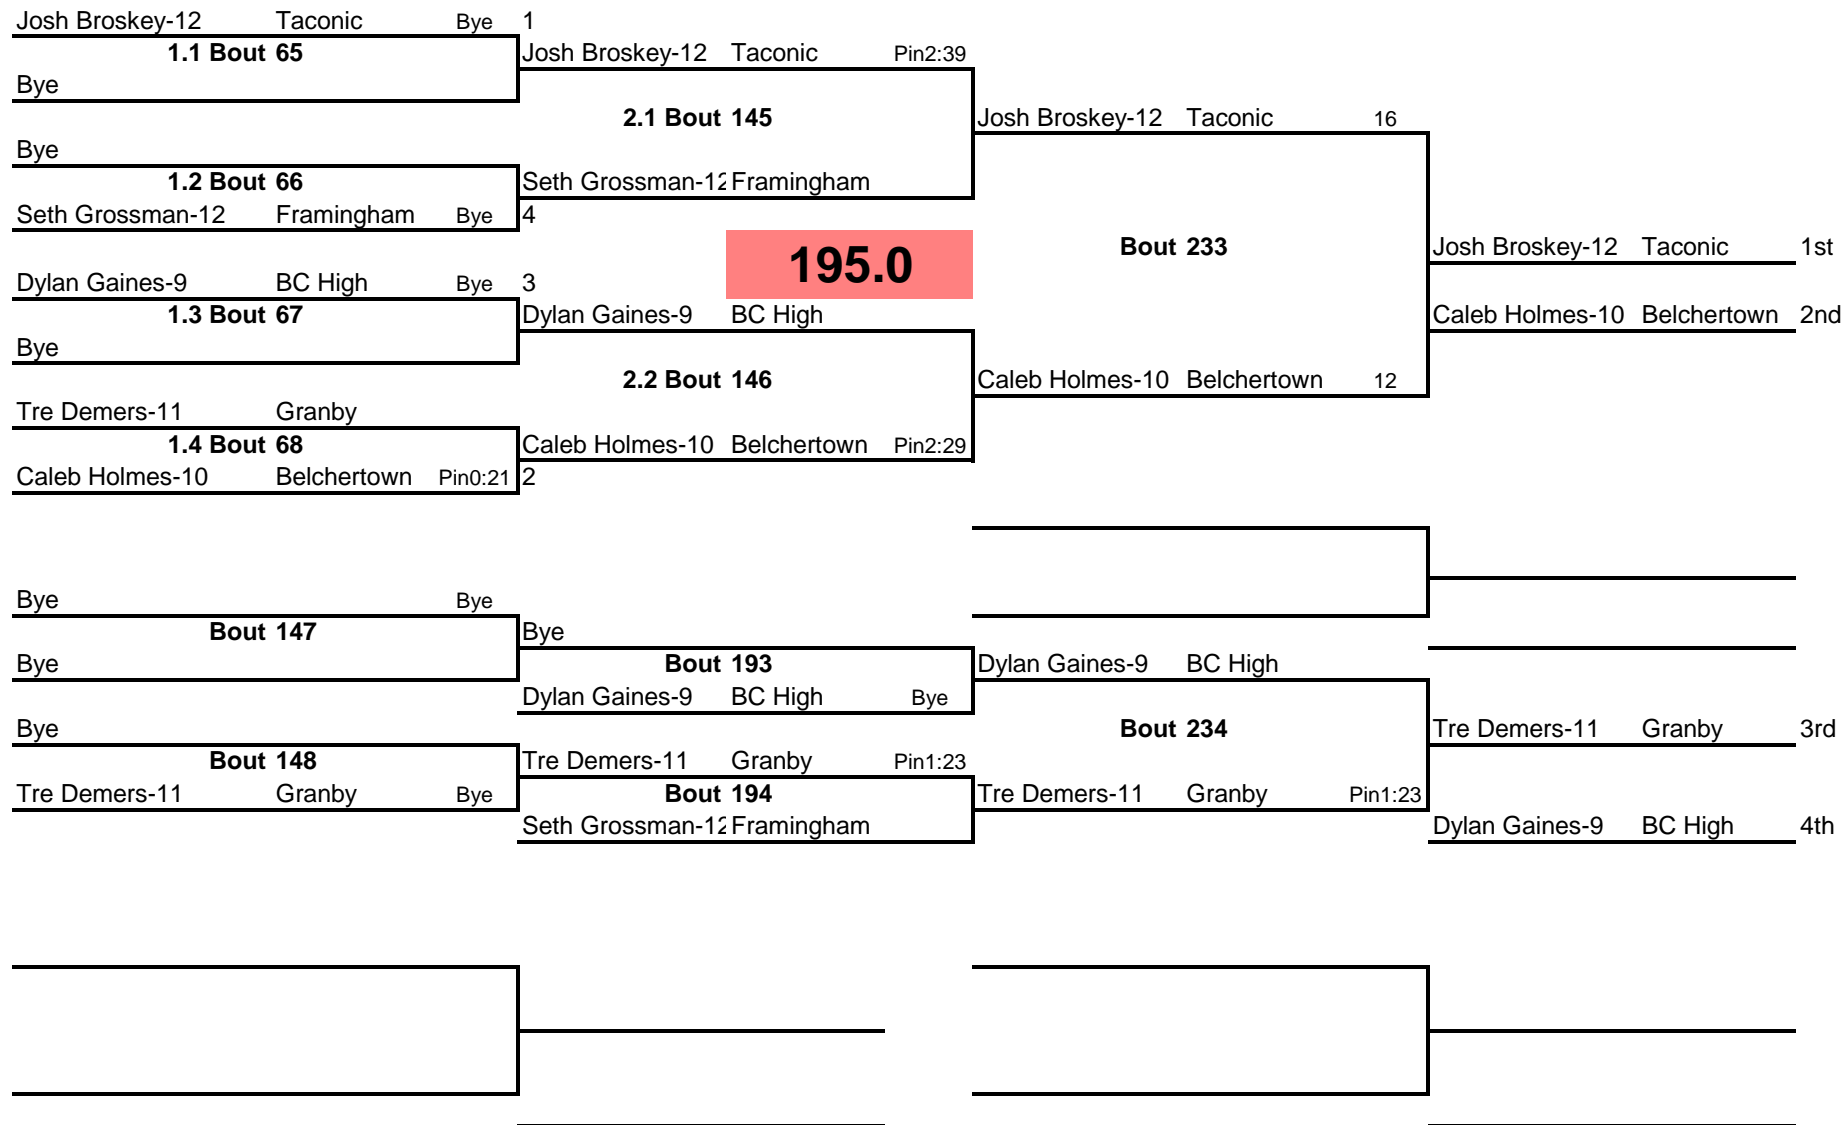 Josh Broskey-12 Taconic Bye 1
1.1 Bout 65 Josh Broskey-12 Taconic Pin2:39
Bye
2.1 Bout 145 Josh Broskey-12 Taconic 16
Bye
1.2 Bout 66 Seth Grossman-12 Framingham
Seth Grossman-12 Framingham Bye 4
195.0 Bout 233 Josh Broskey-12 Taconic 1st
Dylan Gaines-9 BC High Bye 3
1.3 Bout 67 Dylan Gaines-9 BC High Caleb Holmes-10 Belchertown 2nd
Bye
2.2 Bout 146 Caleb Holmes-10 Belchertown 12
Tre Demers-11 Granby
1.4 Bout 68 Caleb Holmes-10 Belchertown Pin2:29
Caleb Holmes-10 Belchertown Pin0:21 2
Bye Bye
Bout 147 Bye
Bye Bout 193 Dylan Gaines-9 BC High
Dylan Gaines-9 BC High Bye
Bye Bout 234 Tre Demers-11 Granby 3rd
Bout 148 Tre Demers-11 Granby Pin1:23
Tre Demers-11 Granby Bye Bout 194 Tre Demers-11 Granby Pin1:23
Seth Grossman-12 Framingham Dylan Gaines-9 BC High 4th